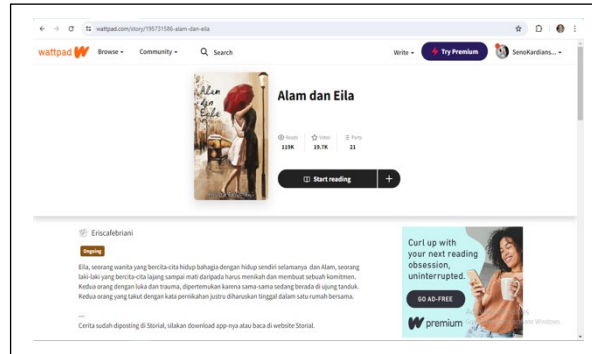 wattpad.com/story/195731586-alam-dan-eila
wattpad
Browse
Community
Search
Write
Try Premium
SenoKardians...
Alam
dan
Eila
Alam dan Eila
Reads
119K
Votes
19.7K
Parts
21
Start reading
+
Eriscafebriani
Ongoing
Eila, seorang wanita yang bercita-cita hidup bahagia dengan hidup sendiri selamanya dan Alam, seorang
laki-laki yang bercita-cita lajang sampai mati daripada harus menikah dan membuat sebuah komitmen.
Kedua orang dengan luka dan trauma, dipertemukan karena sama-sama sedang berada di ujung tanduk.
Kedua orang yang takut dengan kata pernikahan justru diharuskan tinggal dalam satu rumah bersama.
---
Cerita sudah diposting di Storial, silakan download app-nya atau baca di website Storial.
Curl up with
your next reading
obsession,
uninterrupted.
GO AD-FREE
premium